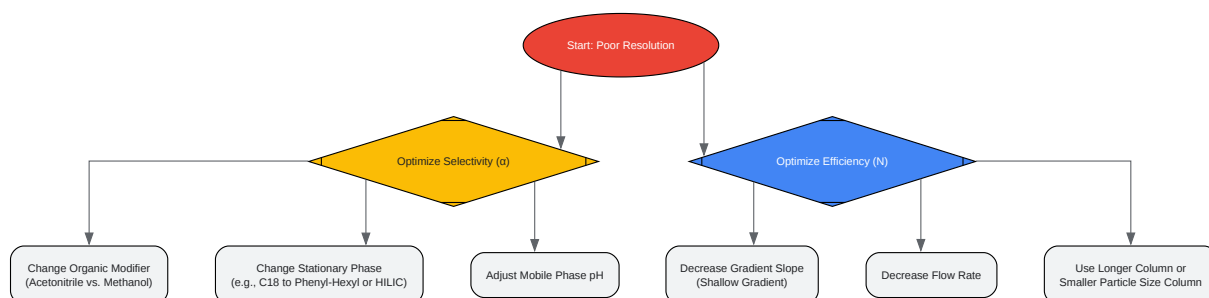 Start: Poor Resolution
Optimize Selectivity (α)
Optimize Efficiency (N)
Change Organic Modifier
(Acetonitrile vs. Methanol)
Change Stationary Phase
(e.g., C18 to Phenyl-Hexyl or HILIC)
Adjust Mobile Phase pH
Decrease Gradient Slope
(Shallow Gradient)
Decrease Flow Rate
Use Longer Column or
Smaller Particle Size Column